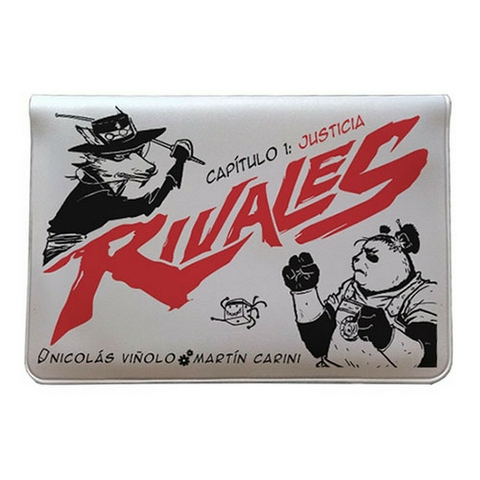 CAPÍTULO 1: JUSTICIA
RIVALES
NICOLÁS VIÑOLO MARTÍN CARINI